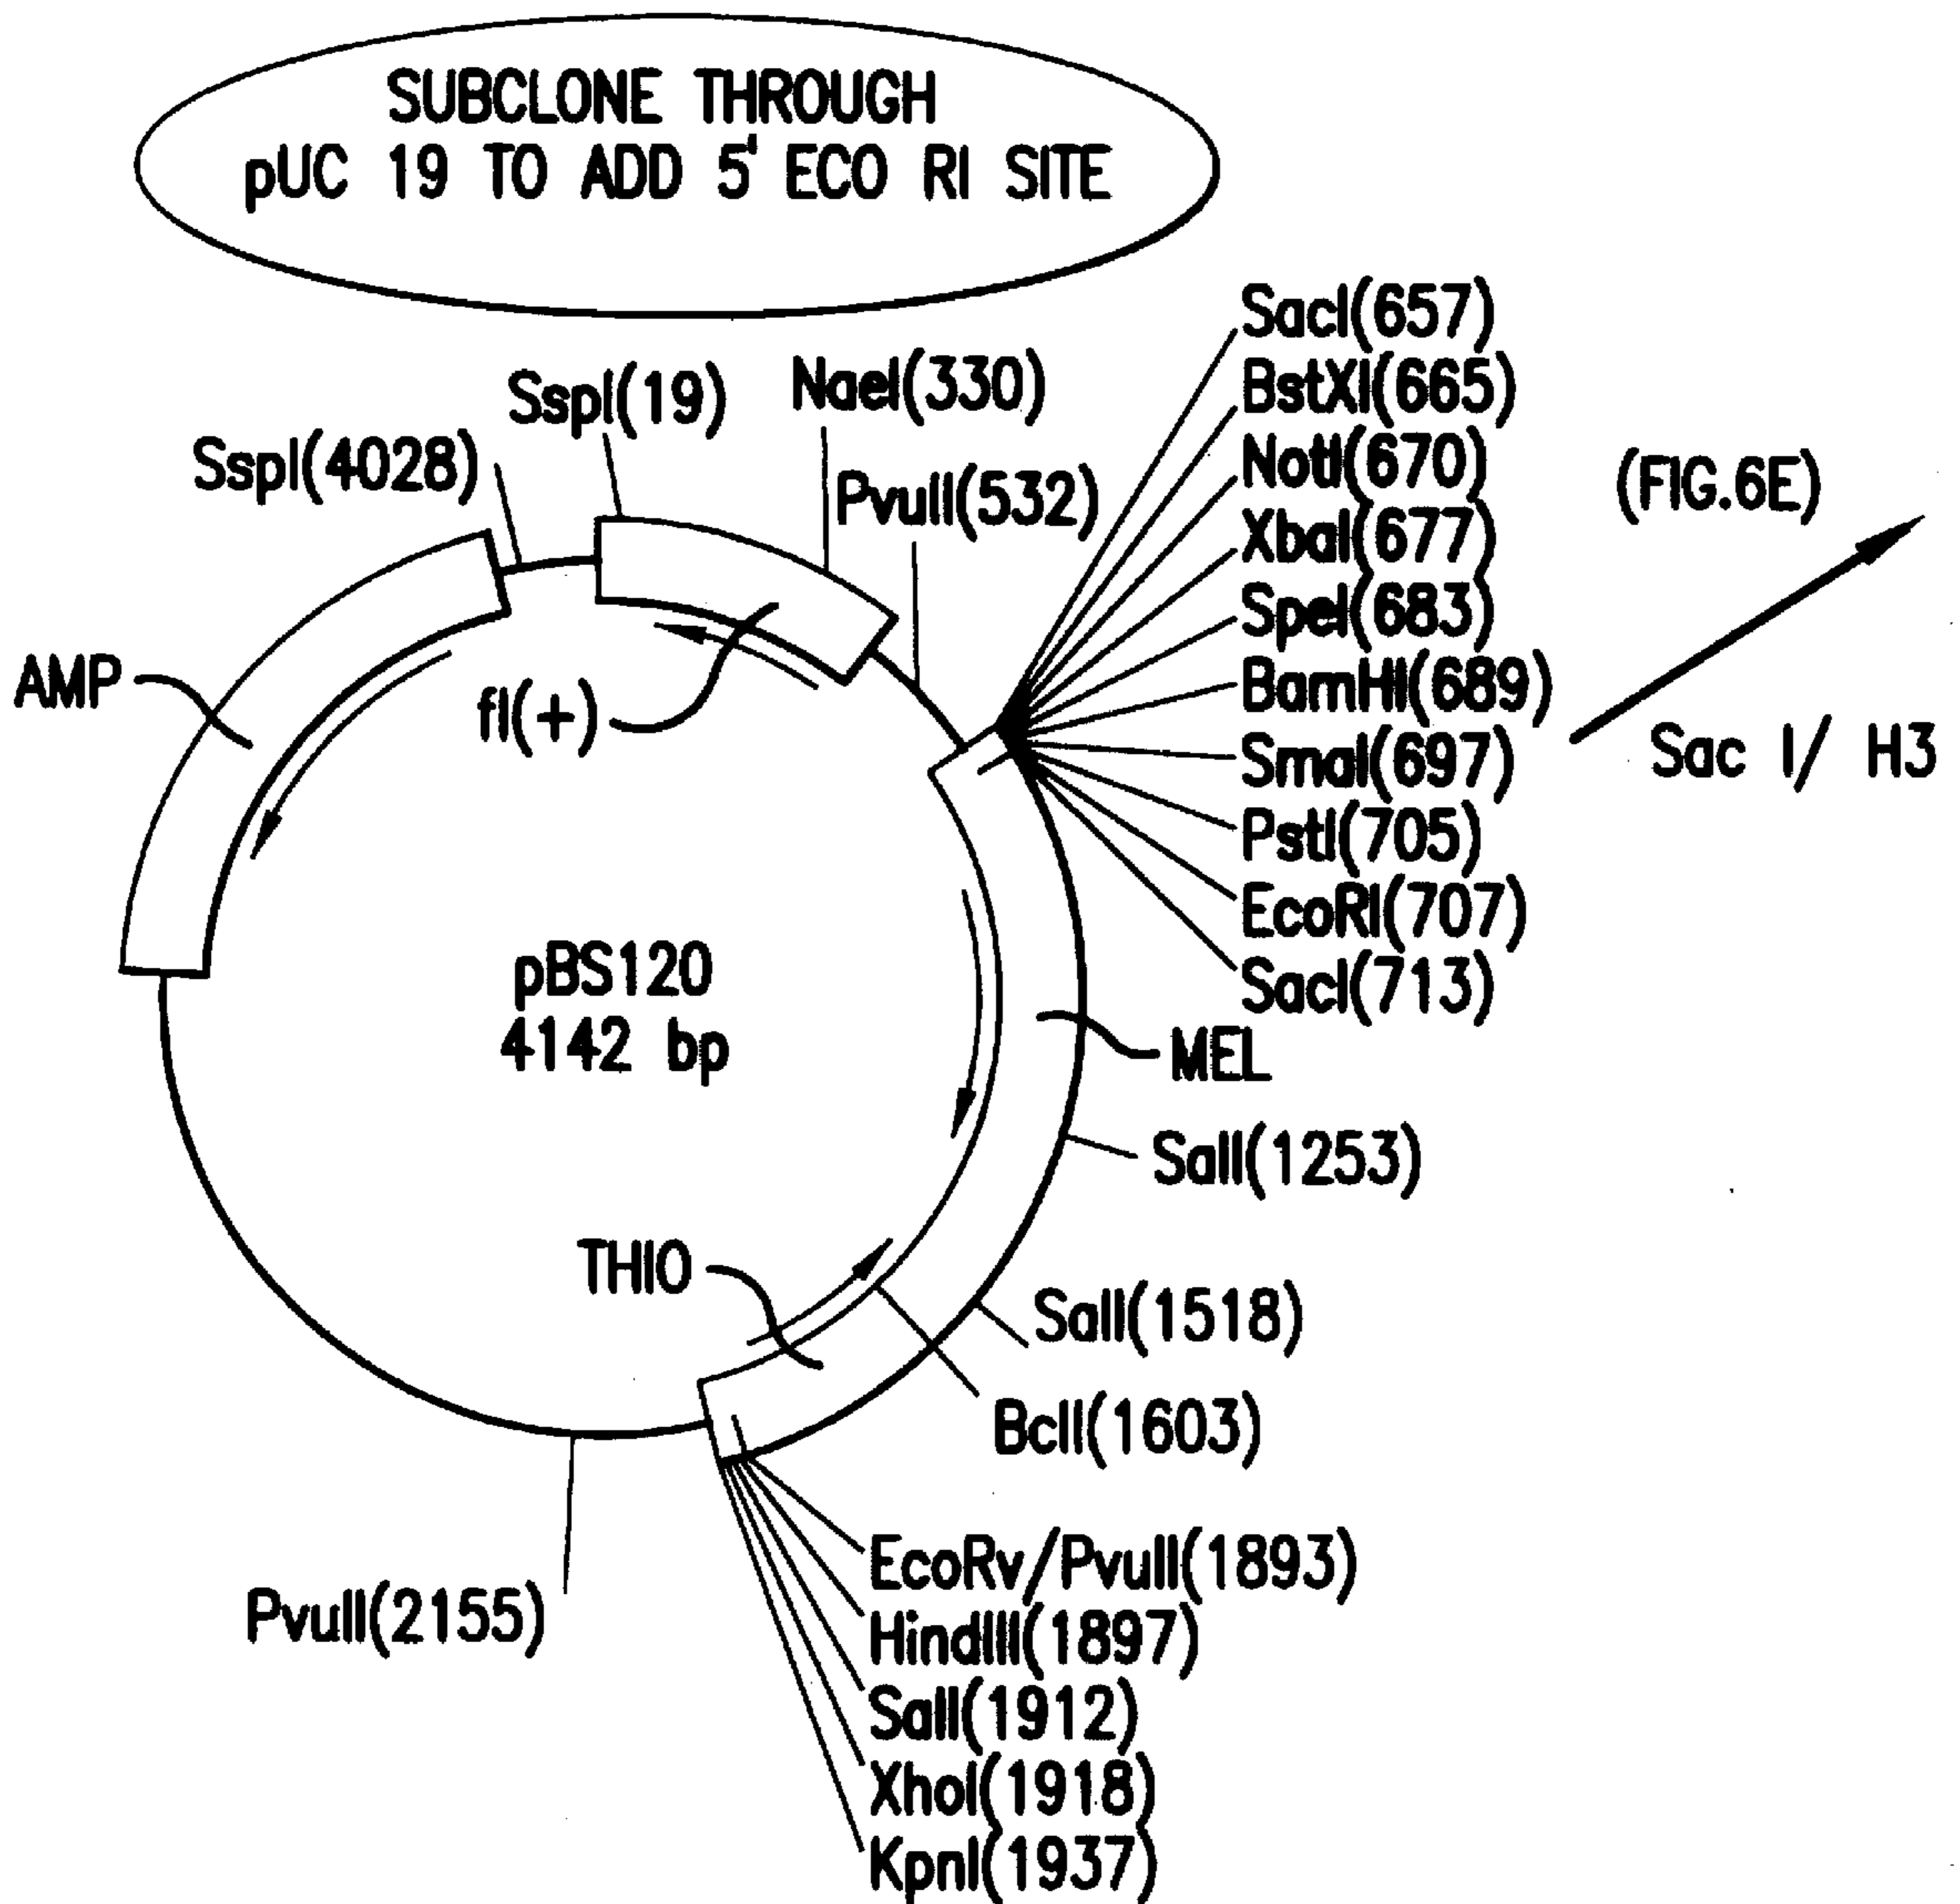 SUBCLONE THROUGH
pUC 19 TO ADD 5' ECO RI SITE
SspI(4028)
SspI(19)
NaeI(330)
PvuII(532)
SacI(657)
BstXI(665)
NotI(670)
XbaI(677)
SpeI(683)
BamHI(689)
SmaI(697)
PstI(705)
EcoRI(707)
SacI(713)
(FIG.6E)
Sac I/ H3
AMP
fI(+)
pBS120
4142 bp
MEL
SalI(1253)
THIO
SalI(1518)
BclI(1603)
EcoRv/PvuII(1893)
HindIII(1897)
SalI(1912)
XhoI(1918)
KpnI(1937)
PvuII(2155)